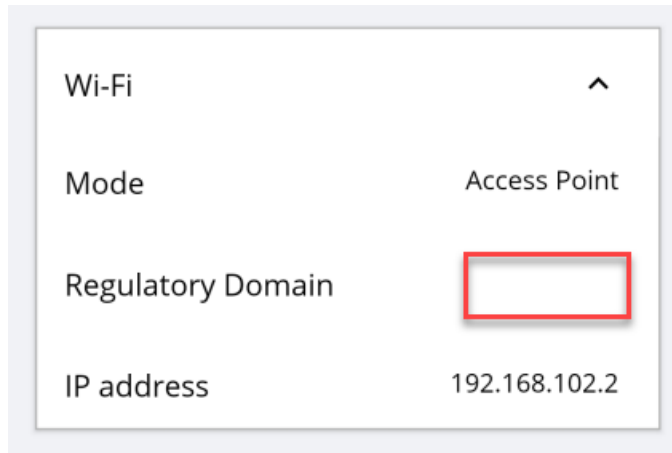 Wi-Fi
Mode Access Point
Regulatory Domain
IP address 192.168.102.2